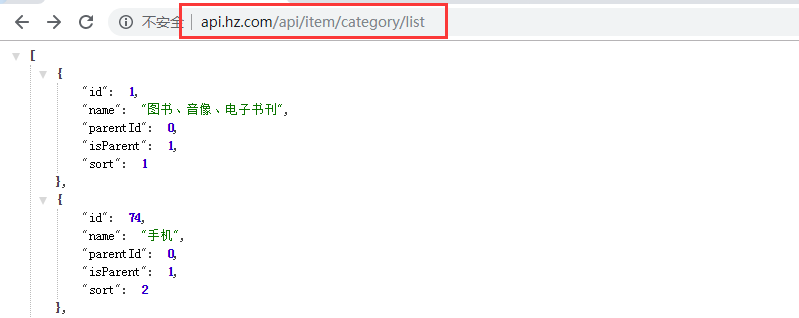 不安全 | api.hz.com/api/item/category/list
[
{
"id": 1,
"name": "图书、音像、电子书刊",
"parentId": 0,
"isParent": 1,
"sort": 1
},
{
"id": 74,
"name": "手机",
"parentId": 0,
"isParent": 1,
"sort": 2
},